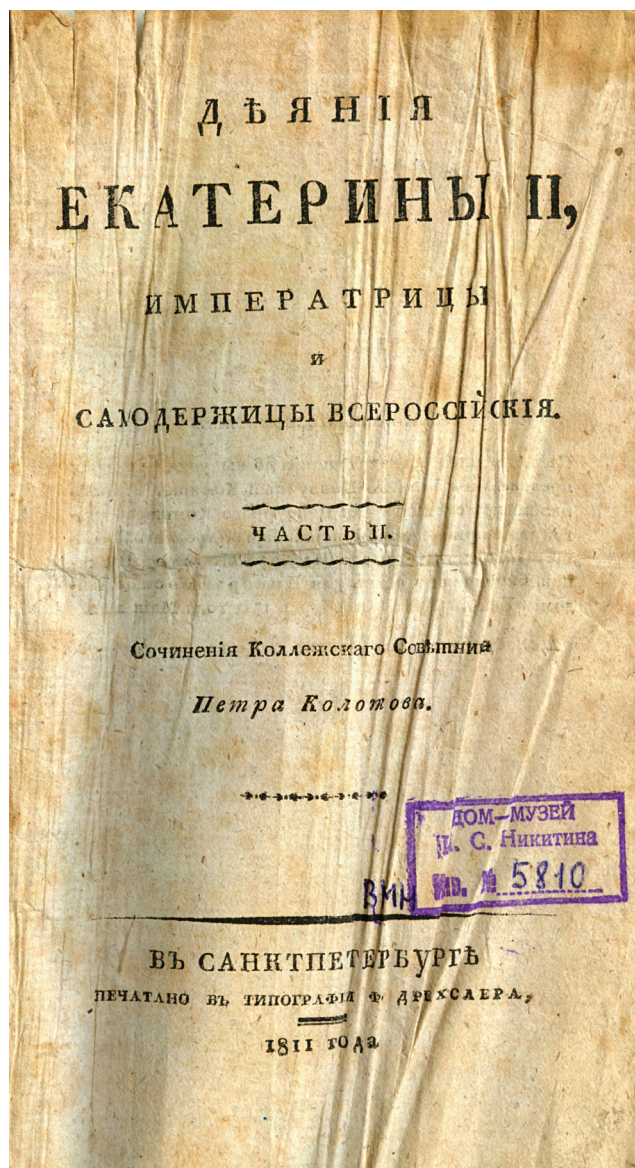 ДѢЯНІЯ
ЕКАТЕРИНЫ II,
ИМПЕРАТРИЦЫ
и
САМОДЕРЖИЦЫ ВСЕРОССІЙСКІЯ.
ЧАСТЬ II.
Сочиненія Коллежскаго Совѣтника
Петра Колотова.
ДОМ–МУЗЕЙ
И. С. Никитина
Инв. № 5810
ВМН
ВЪ САНКТПЕТЕРБУРГѢ
ПЕЧАТАНО ВЪ ТИПОГРАФІИ Ф. ДРЕХСЛЕРА,
1811 года